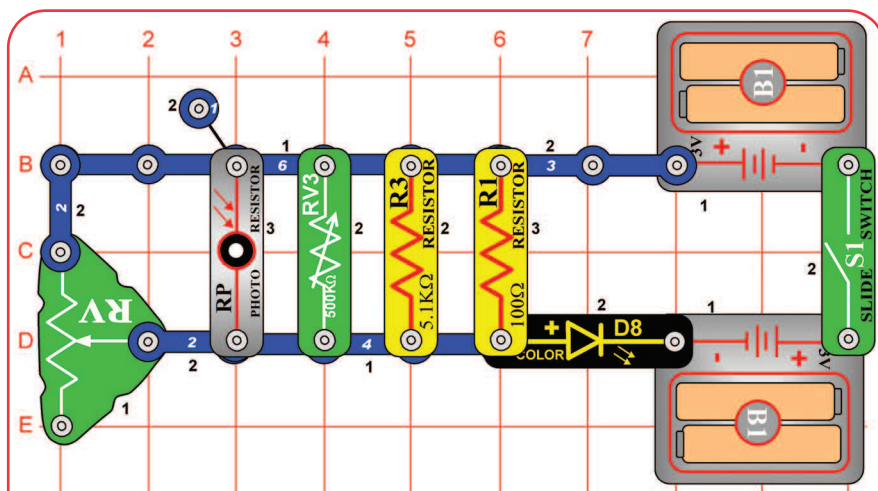 1 2 3 4 5 6 7
A
B1
2 1
1 2
B 6 3 3V + -
2 2 RP PHOTO RESISTOR 3 RV3 500KΩ 2 R3 RESISTOR 5.1KΩ 2 R1 RESISTOR 100Ω 3 1
C S1 SLIDE SWITCH 2
RV 2 1
D 2 4 + D8 - +
COLOR 3V
2 1
1
E B1